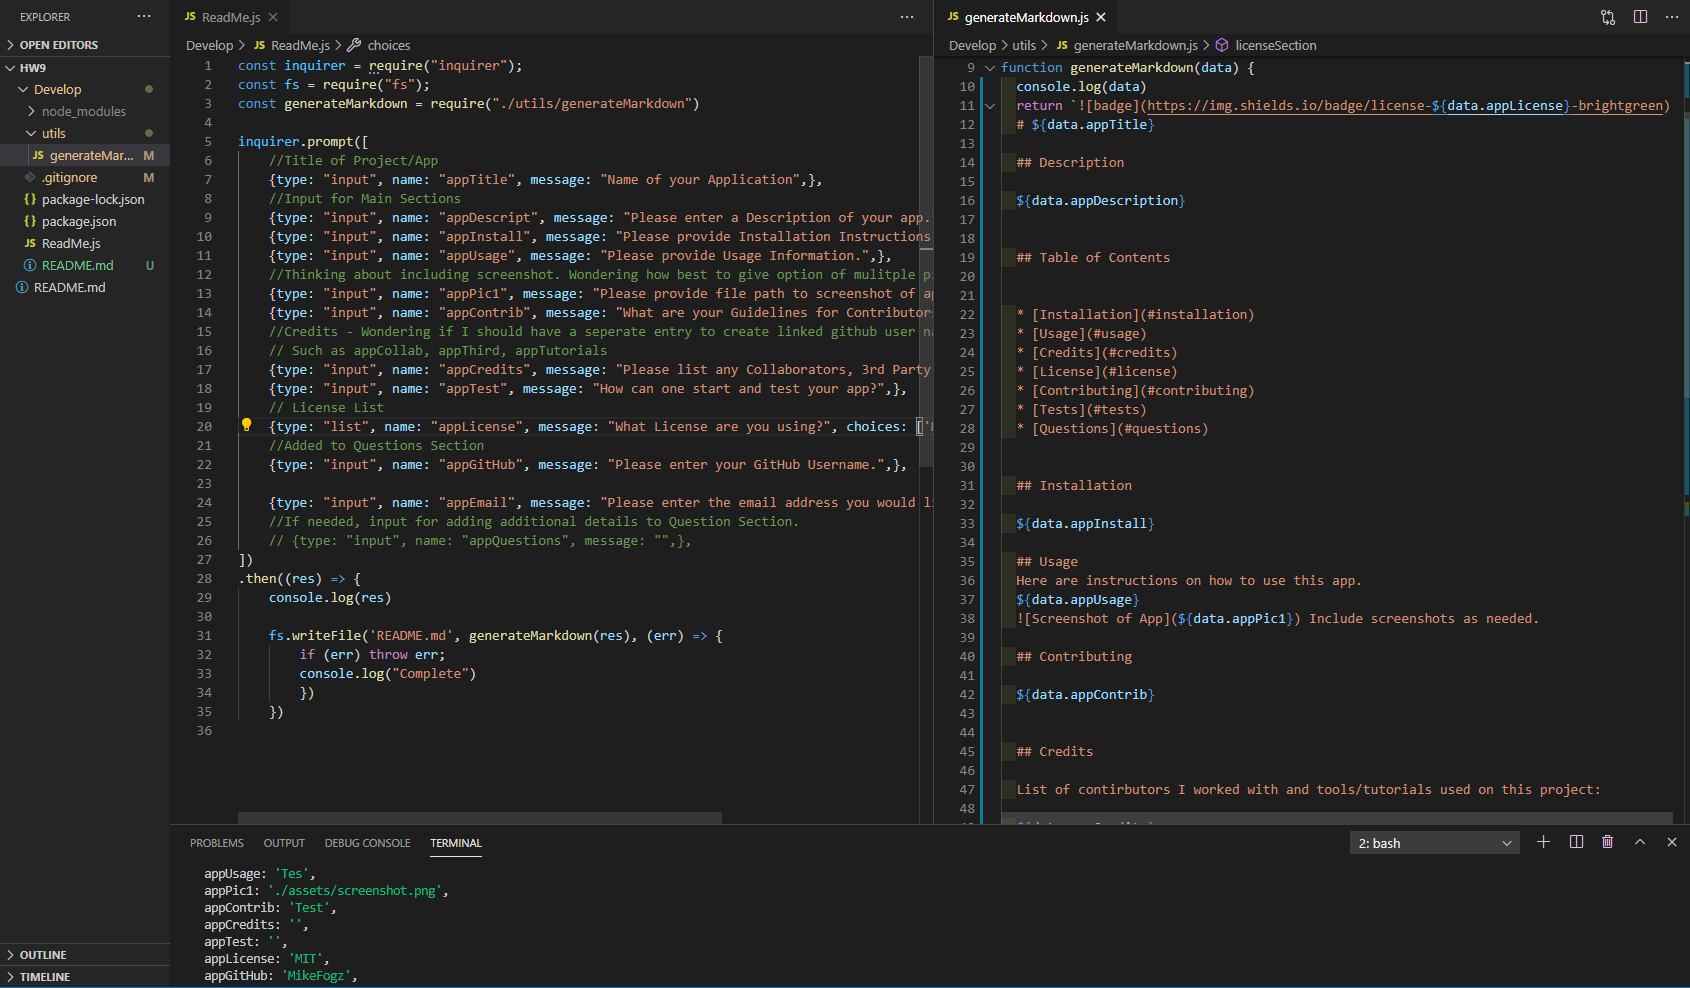 EXPLORER ···
OPEN EDITORS
HW9
Develop
node_modules
utils
JS generateMar... M
.gitignore M
{} package-lock.json
{} package.json
JS ReadMe.js
README.md U
README.md
OUTLINE
TIMELINE
JS ReadMe.js ···
Develop > JS ReadMe.js > choices
1 const inquirer = require("inquirer");
2 const fs = require("fs");
3 const generateMarkdown = require("./utils/generateMarkdown")
4
5 inquirer.prompt([
6 //Title of Project/App
7 {type: "input", name: "appTitle", message: "Name of your Application",},
8 //Input for Main Sections
9 {type: "input", name: "appDescript", message: "Please enter a Description of your app.
10 {type: "input", name: "appInstall", message: "Please provide Installation Instructions
11 {type: "input", name: "appUsage", message: "Please provide Usage Information.",},
12 //Thinking about including screenshot. Wondering how best to give option of mulitple p
13 {type: "input", name: "appPic1", message: "Please provide file path to screenshot of a
14 {type: "input", name: "appContrib", message: "What are your Guidelines for Contributors
15 //Credits - Wondering if I should have a seperate entry to create linked github user n
16 // Such as appCollab, appThird, appTutorials
17 {type: "input", name: "appCredits", message: "Please list any Collaborators, 3rd Party
18 {type: "input", name: "appTest", message: "How can one start and test your app?",},
19 // License List
20 {type: "list", name: "appLicense", message: "What License are you using?", choices: ['
21 //Added to Questions Section
22 {type: "input", name: "appGitHub", message: "Please enter your GitHub Username.",},
23
24 {type: "input", name: "appEmail", message: "Please enter the email address you would l
25 //If needed, input for adding additional details to Question Section.
26 // {type: "input", name: "appQuestions", message: "",},
27 ])
28 .then((res) => {
29 console.log(res)
30
31 fs.writeFile('README.md', generateMarkdown(res), (err) => {
32 if (err) throw err;
33 console.log("Complete")
34 })
35 })
36
JS generateMarkdown.js ···
Develop > utils > JS generateMarkdown.js > licenseSection
9 function generateMarkdown(data) {
10 console.log(data)
11 return `![badge](https://img.shields.io/badge/license-${data.appLicense}-brightgreen)
12 # ${data.appTitle}
13
14 ## Description
15
16 ${data.appDescription}
17
18
19 ## Table of Contents
20
21
22 * [Installation](#installation)
23 * [Usage](#usage)
24 * [Credits](#credits)
25 * [License](#license)
26 * [Contributing](#contributing)
27 * [Tests](#tests)
28 * [Questions](#questions)
29
30
31 ## Installation
32
33 ${data.appInstall}
34
35 ## Usage
36 Here are instructions on how to use this app.
37 ${data.appUsage}
38 ![Screenshot of App](${data.appPic1}) Include screenshots as needed.
39
40 ## Contributing
41
42 ${data.appContrib}
43
44
45 ## Credits
46
47 List of contirbutors I worked with and tools/tutorials used on this project:
48
PROBLEMS OUTPUT DEBUG CONSOLE TERMINAL 2: bash
appUsage: 'Tes',
appPic1: './assets/screenshot.png',
appContrib: 'Test',
appCredits: '',
appTest: '',
appLicense: 'MIT',
appGitHub: 'MikeFogz',